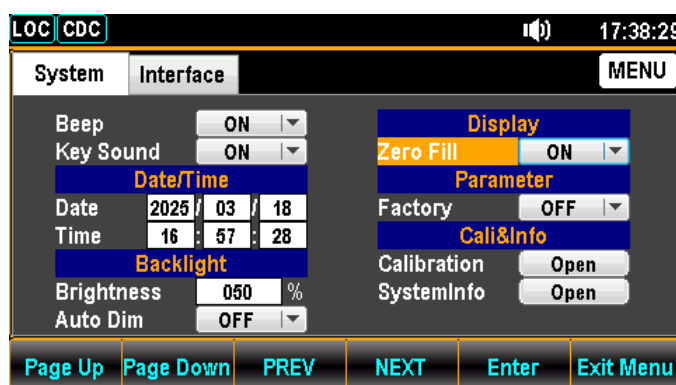 LOC CDC 17:38:29
System Interface MENU
Beep ON
Key Sound ON
Date/Time
Date 2025 / 03 / 18
Time 16 : 57 : 28
Backlight
Brightness 050 %
Auto Dim OFF
Display
Zero Fill ON
Parameter
Factory OFF
Cali&Info
Calibration Open
SystemInfo Open
Page Up Page Down PREV NEXT Enter Exit Menu